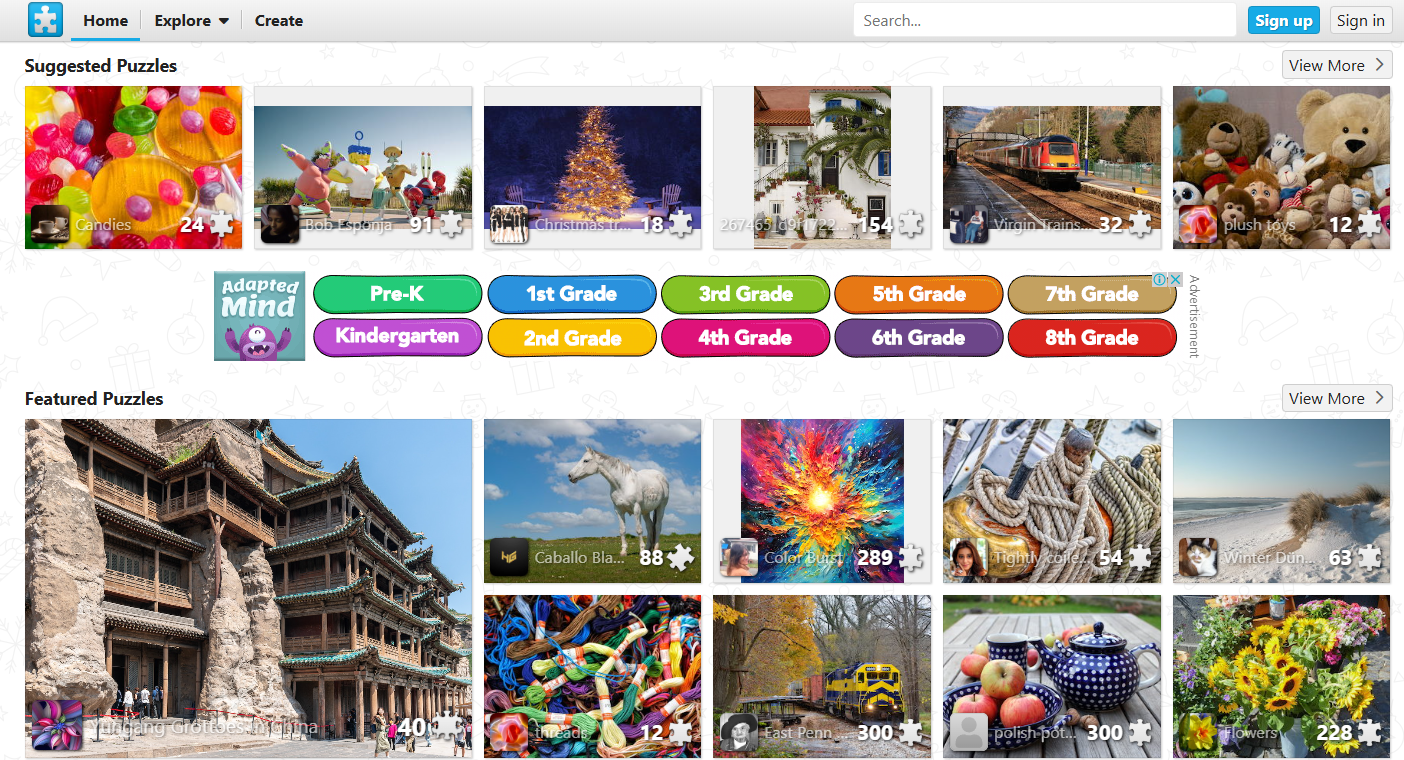 Home Explore Create Search... Sign up Sign in
Suggested Puzzles View More
Candies 24
Bob Esponja 91
Christmas tr... 18
267465_c9f1722... 154
Virgin Trains... 32
plush toys 12
Adapted
Mind
Pre-K 1st Grade 3rd Grade 5th Grade 7th Grade
Kindergarten 2nd Grade 4th Grade 6th Grade 8th Grade
Advertisement
Featured Puzzles View More
Yungang Grottoes in China 40
HG
Caballo Bla... 88
Color Burst 289
Tightly coile... 54
Winter Dun... 63
threads 12
East Penn ... 300
polish pot... 300
Flowers 228